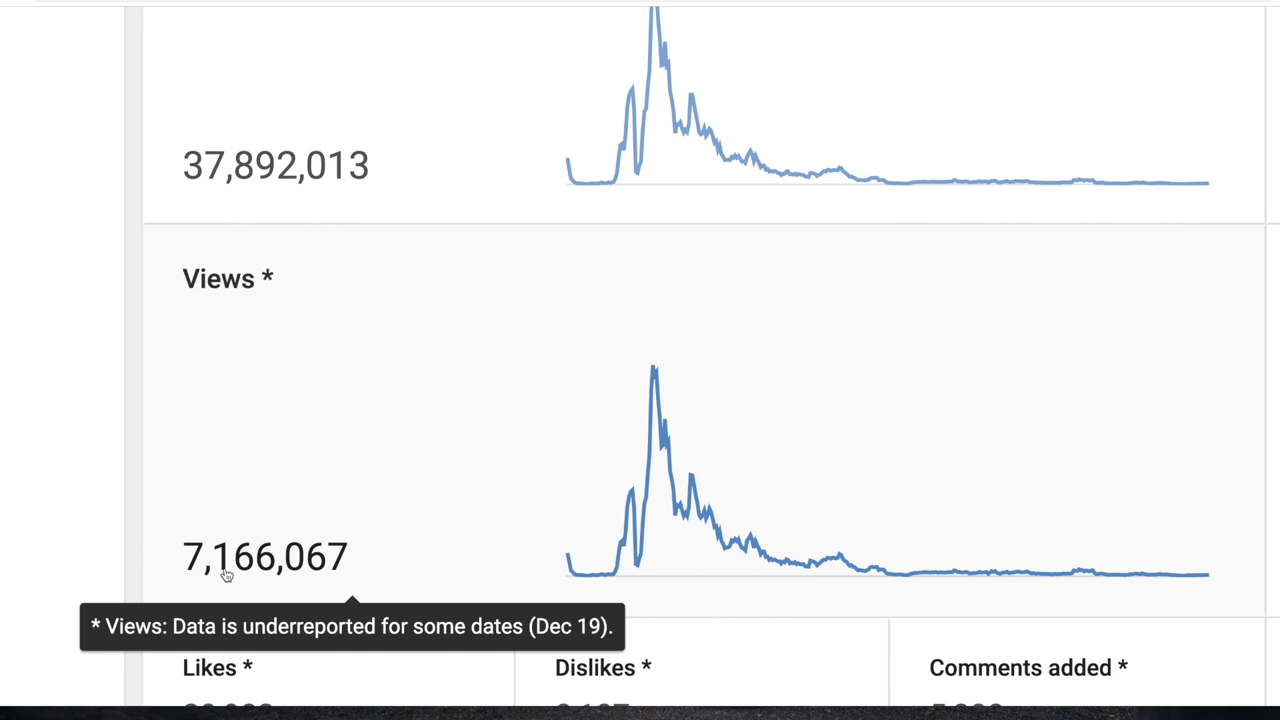 37,892,013
Views *
7,166,067
* Views: Data is underreported for some dates (Dec 19).
Likes *
Dislikes *
Comments added *